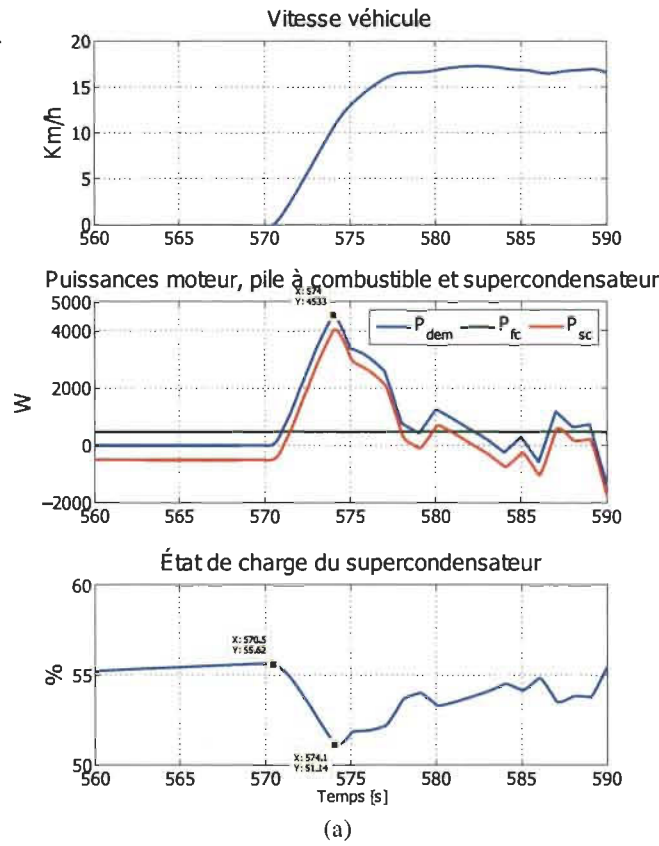 Vitesse véhicule
20
15
10
5
0
Km/h
560 565 570 575 580 585 590
Puissances moteur, pile à combustible et supercondensateur
X: 574
Y: 4533
5000
4000
2000
0
−2000
W
P dem P fc P sc
560 565 570 575 580 585 590
État de charge du supercondensateur
60
55
50
%
X: 570.5
Y: 55.62
X: 574.1
Y: 51.14
560 565 570 575 580 585 590
Temps [s]
(a)